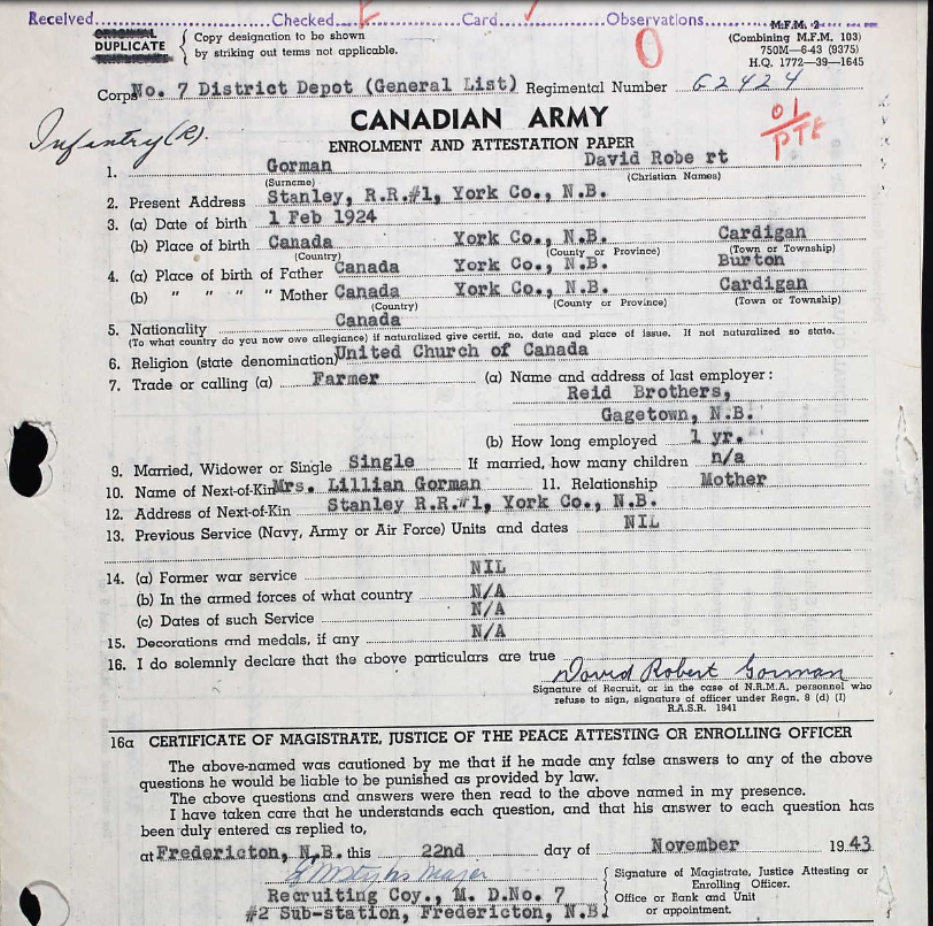 Received Checked Card Observations
ORIGINAL M.F.M. 2
DUPLICATE Copy designation to be shown (Combining M.F.M. 103)
by striking out terms not applicable. 750M—6-43 (9375)
H.Q. 1772—39—1645
O
Corps No. 7 District Depot (General List) Regimental Number G2424
Infantry (R).
CANADIAN ARMY
01
PTE
ENROLMENT AND ATTESTATION PAPER
1. Gorman David Robe rt
(Surname) (Christian Names)
2. Present Address Stanley, R.R.#1, York Co., N.B.
3. (a) Date of birth 1 Feb 1924
(b) Place of birth Canada York Co., N.B. Cardigan
(Country) (County or Province) (Town or Township)
4. (a) Place of birth of Father Canada York Co., N.B. Burton
(b) " " " " Mother Canada York Co., N.B. Cardigan
(Country) (County or Province) (Town or Township)
5. Nationality Canada
(To what country do you now owe allegiance) if naturalized give certif. no. date and place of issue. If not naturalized so state.
6. Religion (state denomination) United Church of Canada
7. Trade or calling (a) Farmer (a) Name and address of last employer:
Reid Brothers,
Gagetown, N.B.
(b) How long employed 1 yr.
9. Married, Widower or Single Single If married, how many children n/a
10. Name of Next-of-Kin Mrs. Lillian Gorman 11. Relationship Mother
12. Address of Next-of-Kin Stanley R.R.#1, York Co., N.B.
13. Previous Service (Navy, Army or Air Force) Units and dates NIL
14. (a) Former war service NIL
(b) In the armed forces of what country N/A
(c) Dates of such Service N/A
15. Decorations and medals, if any N/A
16. I do solemnly declare that the above particulars are true
David Robert Gorman
Signature of Recruit, or in the case of N.R.M.A. personnel who
refuse to sign, signature of officer under Regn. 8 (d) (I)
R.A.S.R. 1941
16a CERTIFICATE OF MAGISTRATE, JUSTICE OF THE PEACE ATTESTING OR ENROLLING OFFICER
The above-named was cautioned by me that if he made any false answers to any of the above
questions he would be liable to be punished as provided by law.
The above questions and answers were then read to the above named in my presence.
I have taken care that he understands each question, and that his answer to each question has
been duly entered as replied to,
at Fredericton, N.B. this 22nd day of November 1943
Major
Signature of Magistrate, Justice Attesting or
Enrolling Officer.
Recruiting Coy., M. D.No. 7 Office or Rank and Unit
#2 Sub-station, Fredericton, N.B. or appointment.